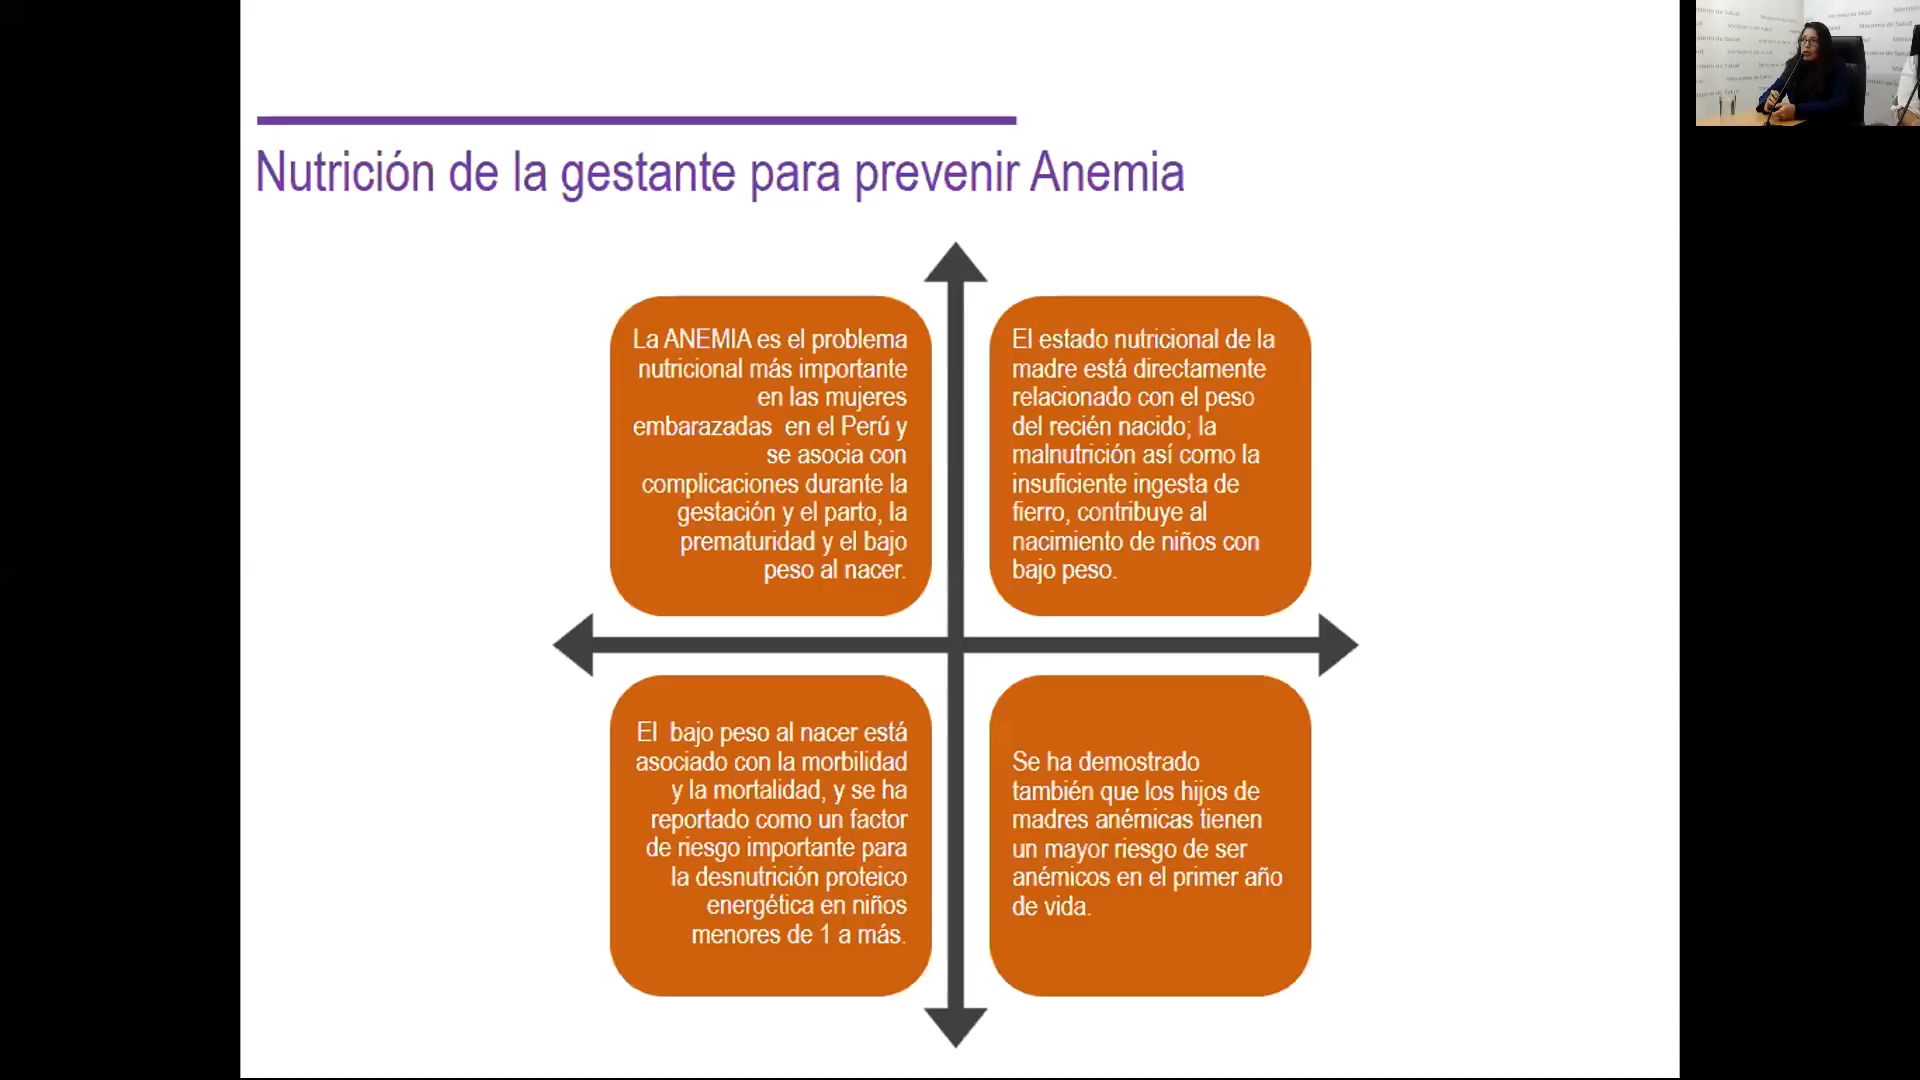 Nutrición de la gestante para prevenir Anemia
La ANEMIA es el problema
nutricional más importante
en las mujeres
embarazadas en el Perú y
se asocia con
complicaciones durante la
gestación y el parto, la
prematuridad y el bajo
peso al nacer.
El estado nutricional de la
madre está directamente
relacionado con el peso
del recién nacido; la
malnutrición así como la
insuficiente ingesta de
fierro, contribuye al
nacimiento de niños con
bajo peso.
El bajo peso al nacer está
asociado con la morbilidad
y la mortalidad, y se ha
reportado como un factor
de riesgo importante para
la desnutrición proteico
energética en niños
menores de 1 a más.
Se ha demostrado
también que los hijos de
madres anémicas tienen
un mayor riesgo de ser
anémicos en el primer año
de vida.
Ministerio de Salud